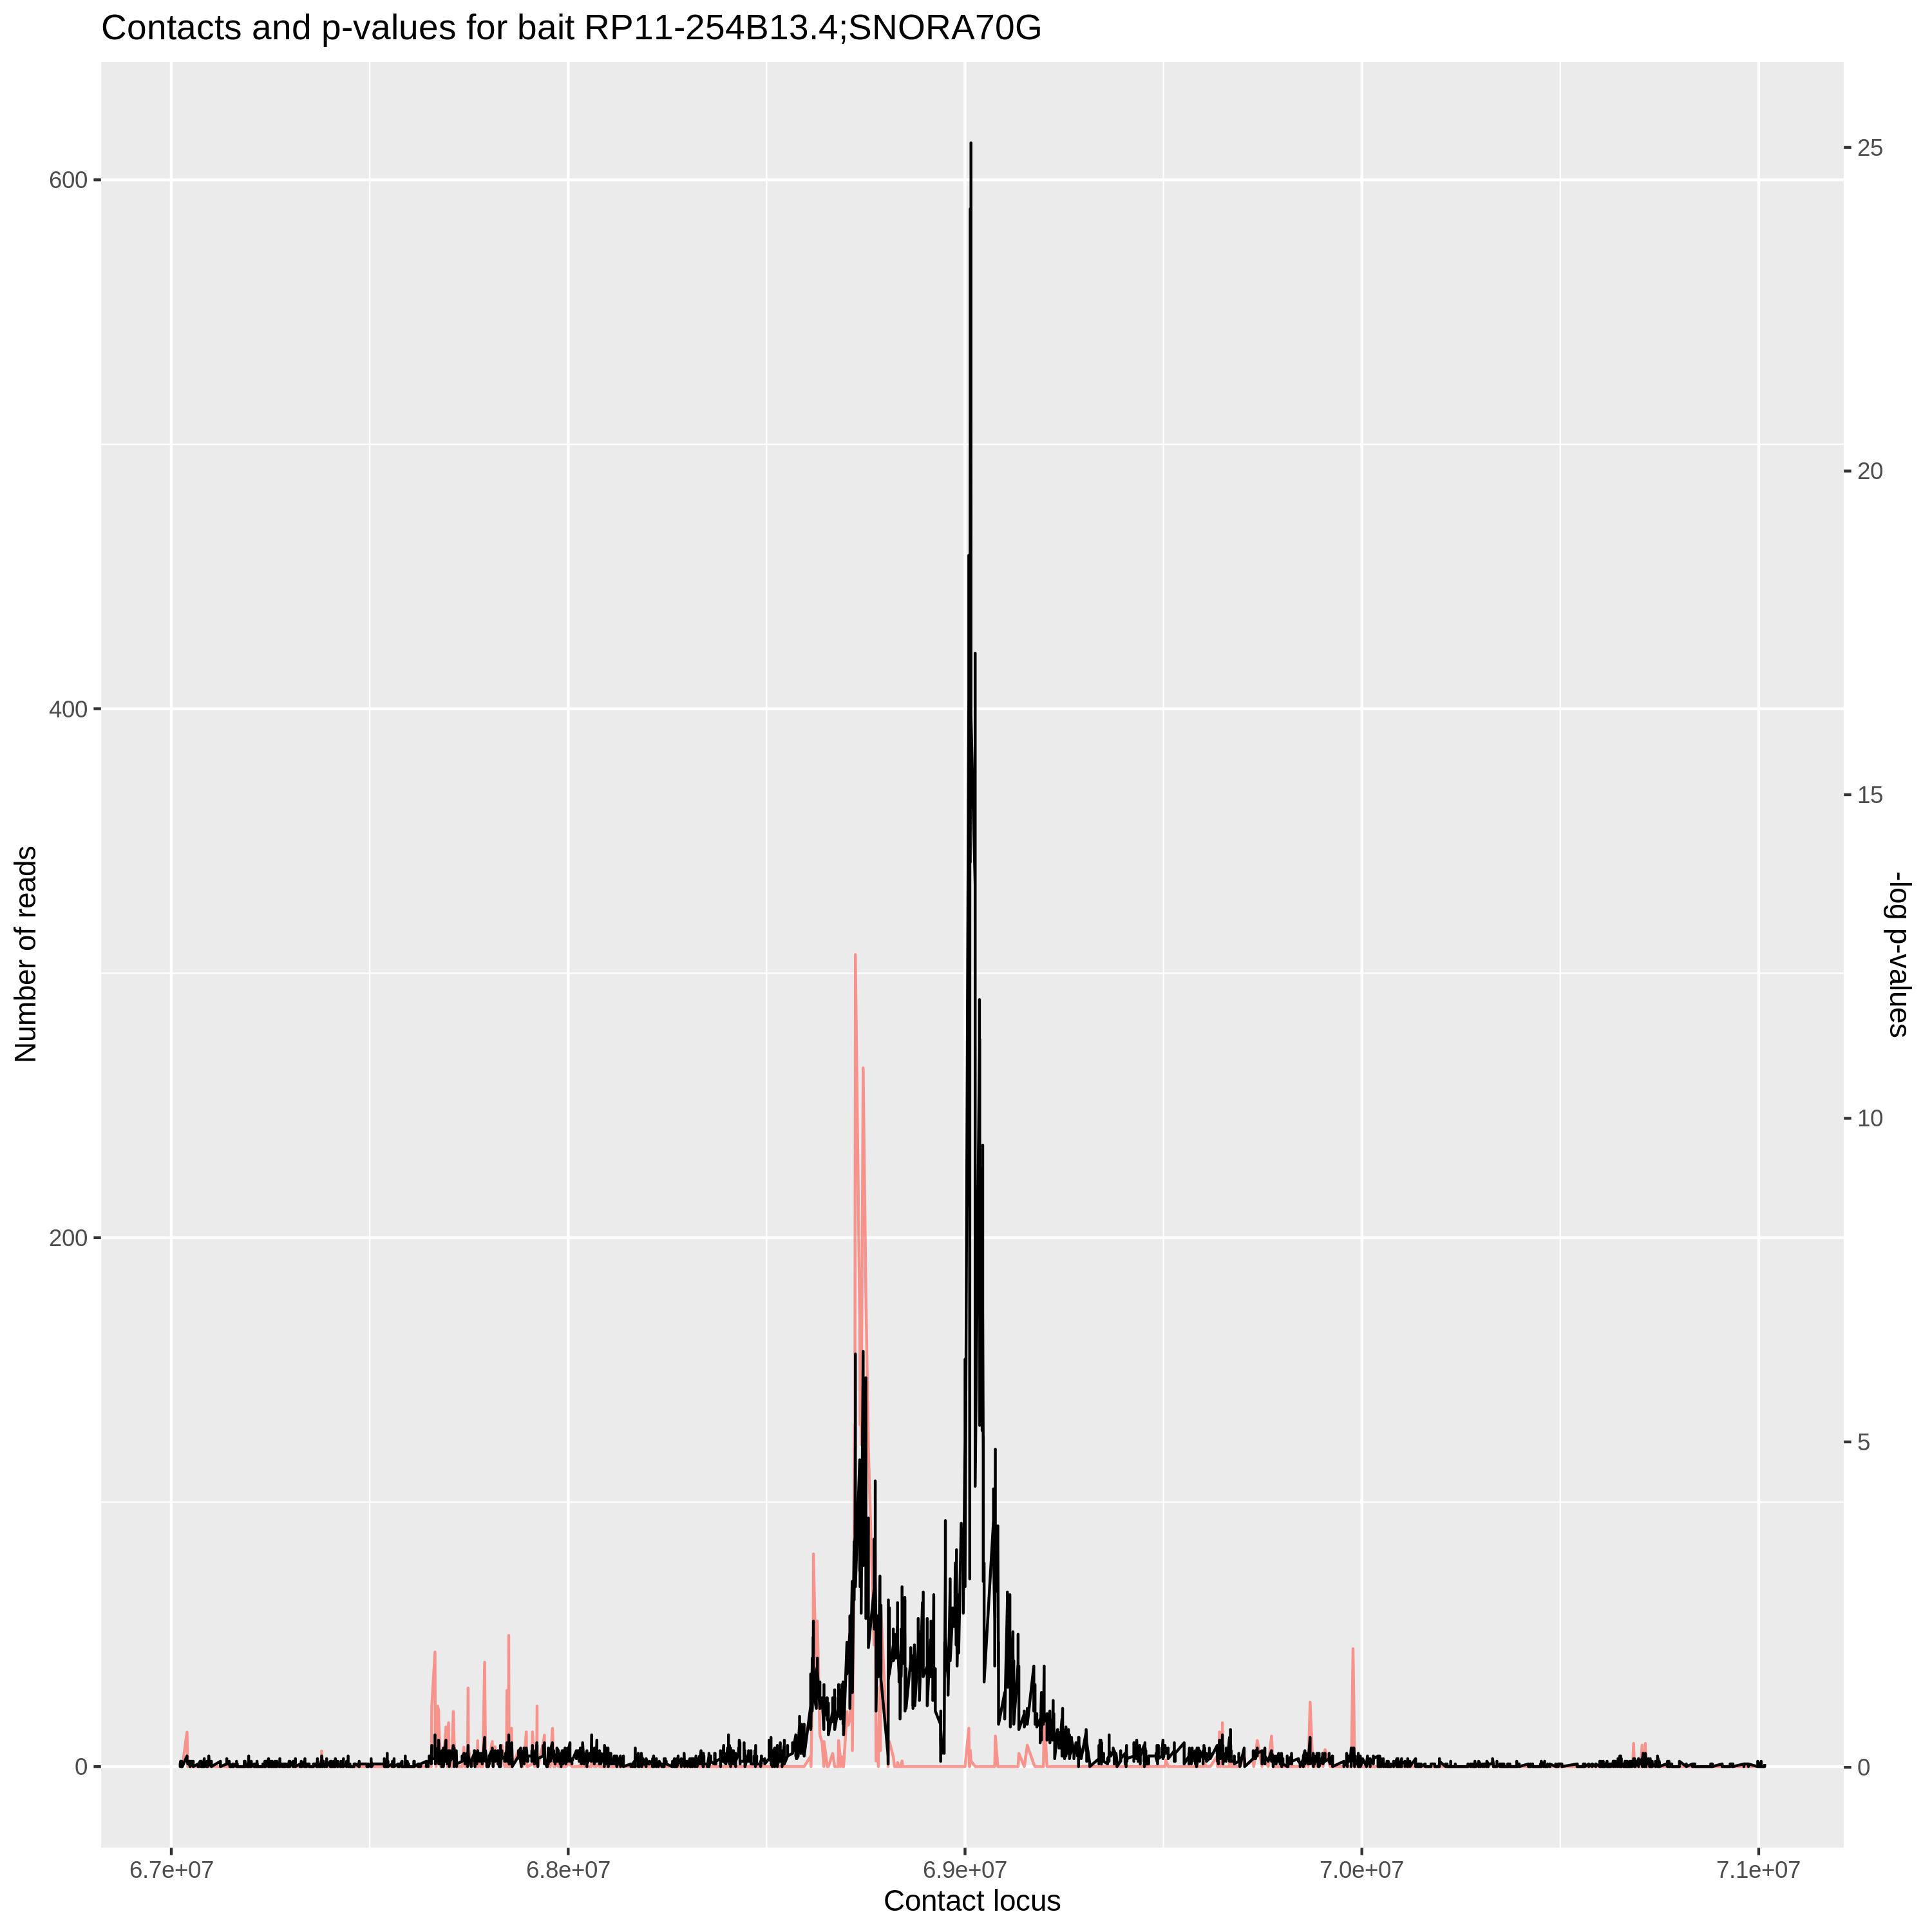 Contacts and p-values for bait RP11-254B13.4;SNORA70G
600
400
200
0
Number of reads
25
20
15
10
5
0
-log p-values
6.7e+07
6.8e+07
6.9e+07
7.0e+07
7.1e+07
Contact locus